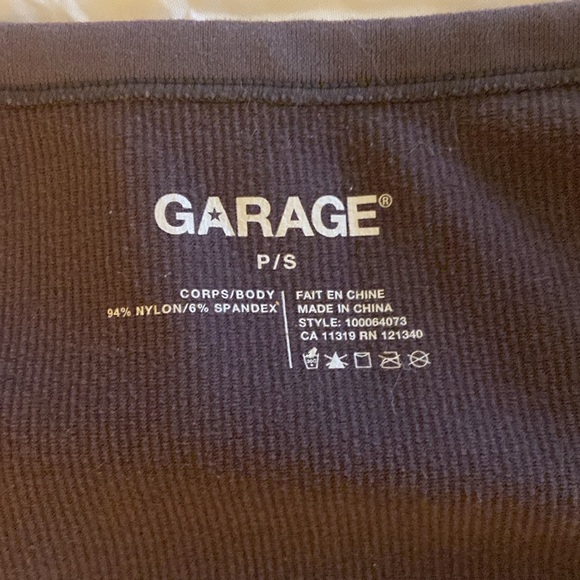 GARAGE®
P/S
CORPS/BODY
94% NYLON/6% SPANDEX
FAIT EN CHINE
MADE IN CHINA
STYLE: 100064073
CA 11319 RN 121340